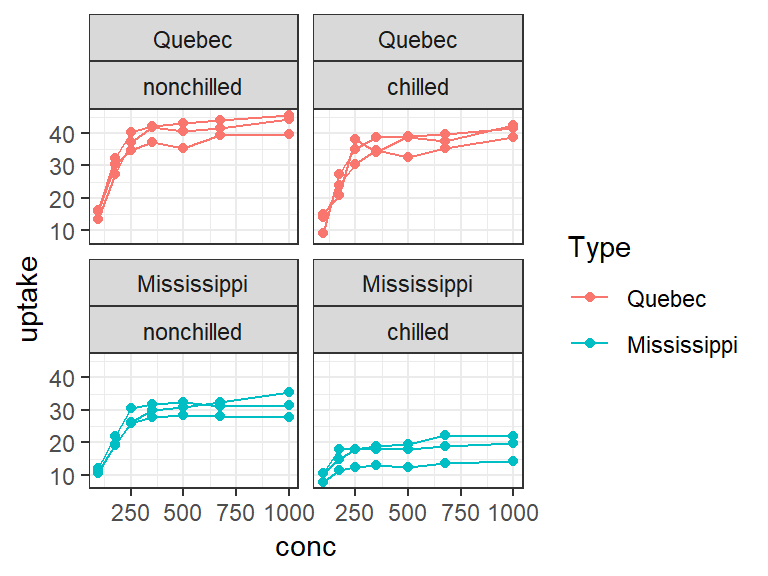 Quebec
Quebec
nonchilled
chilled
40
30
20
10
Mississippi
Mississippi
nonchilled
chilled
40
30
20
10
250 500 750 1000
250 500 750 1000
conc
uptake
Type
Quebec
Mississippi